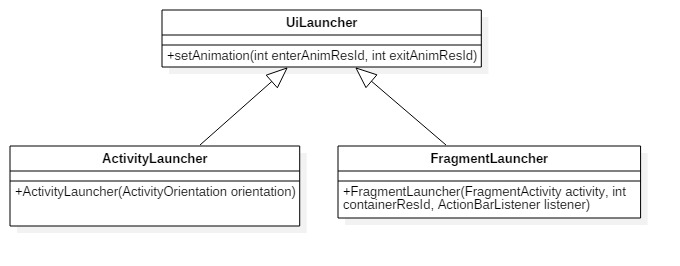 UiLauncher
+setAnimation(int enterAnimResId, int exitAnimResId)
ActivityLauncher
+ActivityLauncher(ActivityOrientation orientation)
FragmentLauncher
+FragmentLauncher(FragmentActivity activity, int
containerResId, ActionBarListener listener)